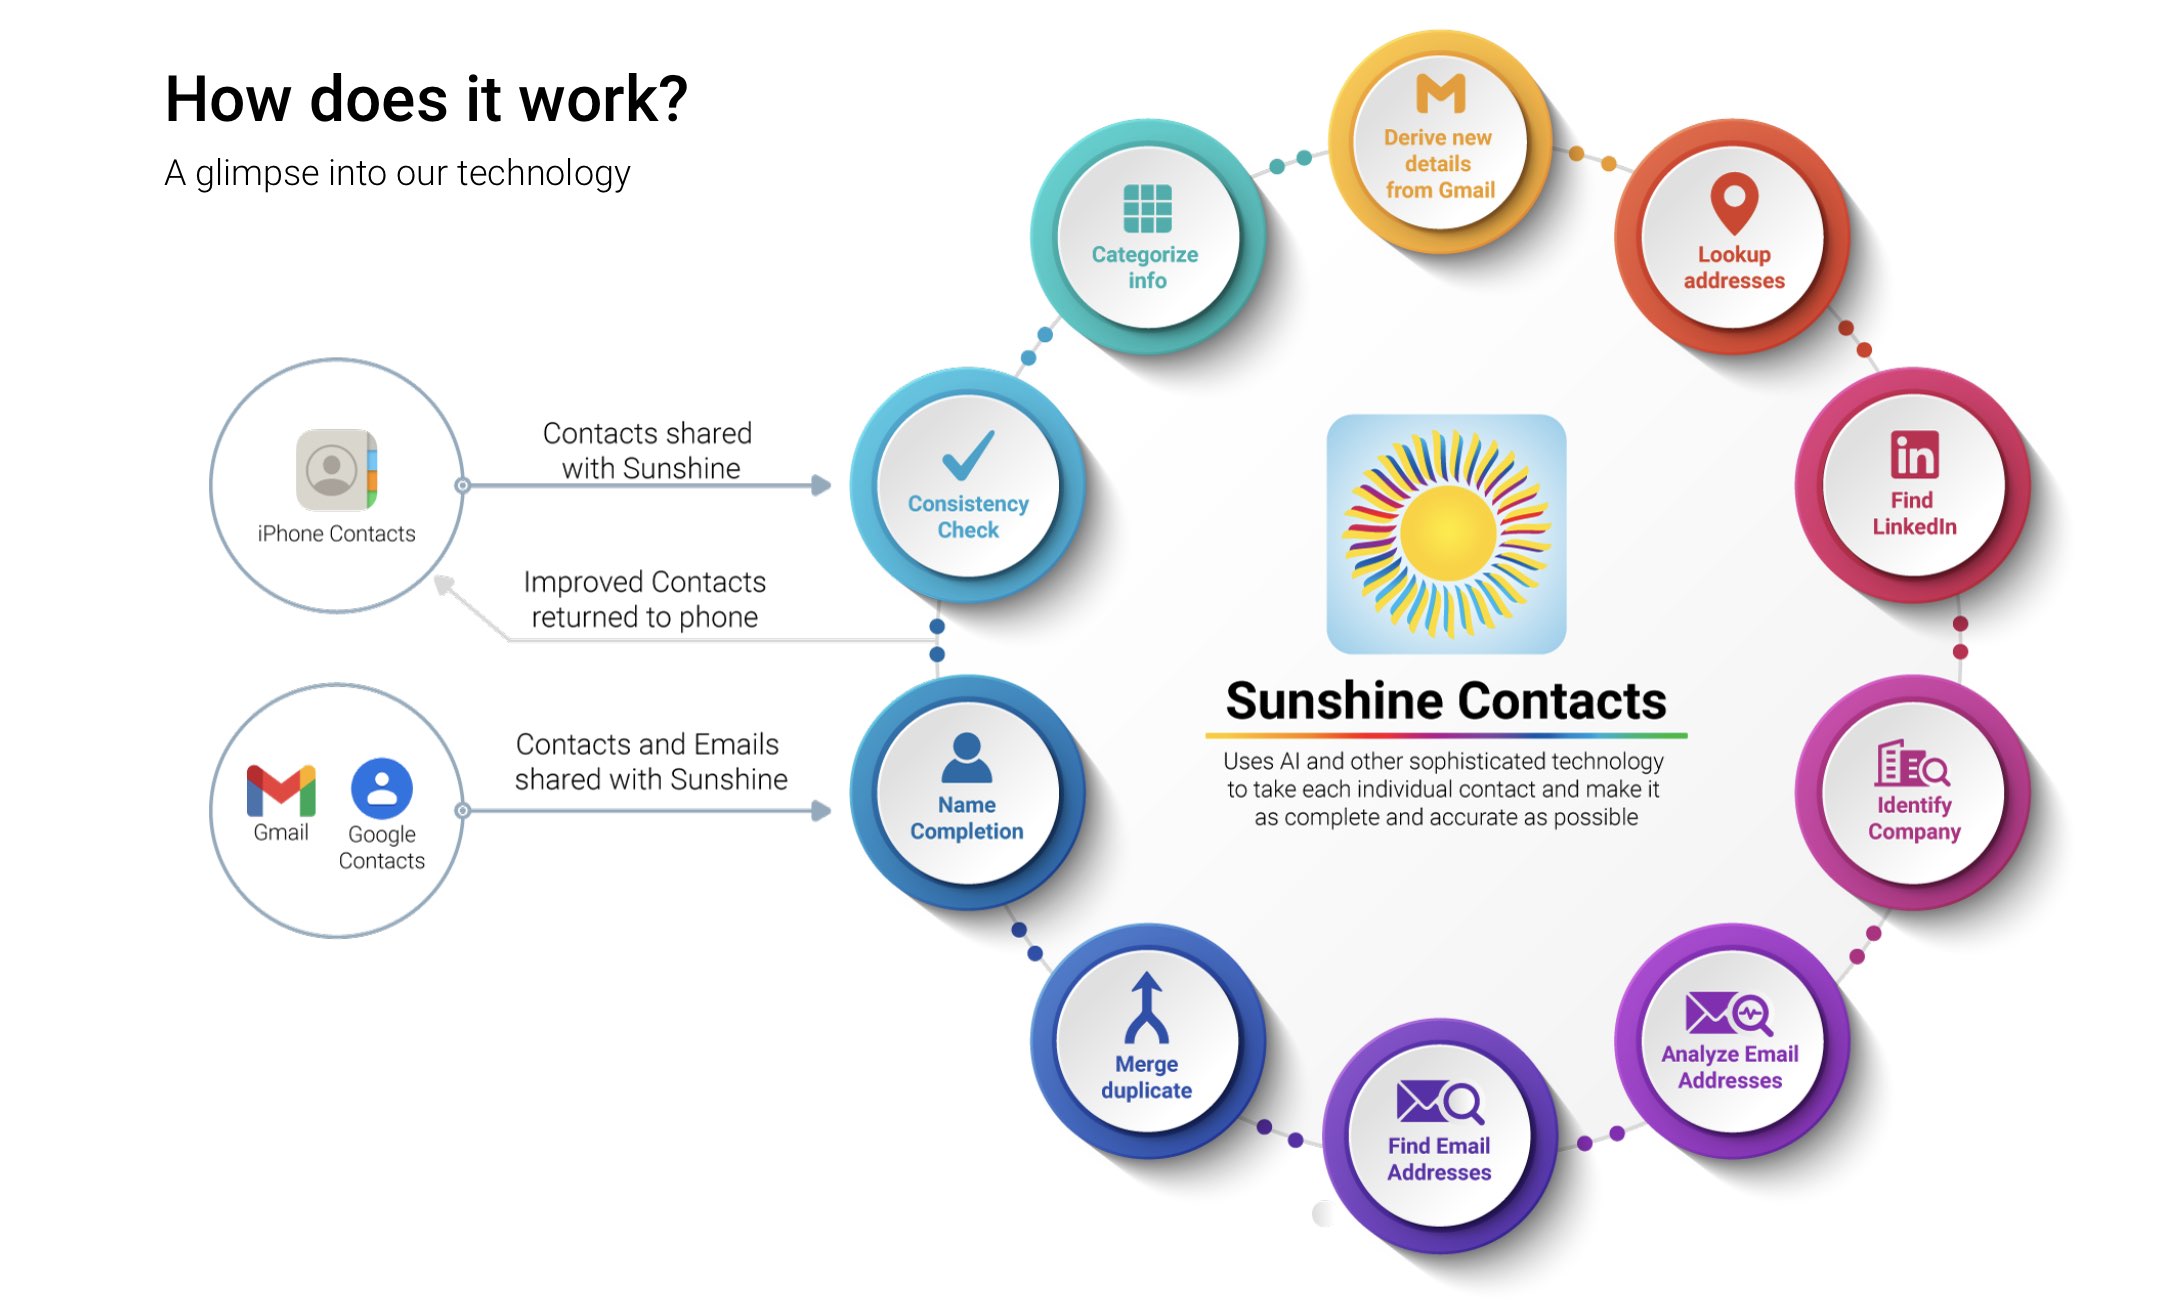 How does it work?
A glimpse into our technology
iPhone Contacts
Contacts shared
with Sunshine
Improved Contacts
returned to phone
Gmail
Google
Contacts
Contacts and Emails
shared with Sunshine
Consistency
Check
Categorize
info
Derive new
details
from Gmail
Lookup
addresses
in
Find
LinkedIn
Identify
Company
Analyze Email
Addresses
Find Email
Addresses
Merge
duplicate
Name
Completion
Sunshine Contacts
Uses AI and other sophisticated technology
to take each individual contact and make it
as complete and accurate as possible